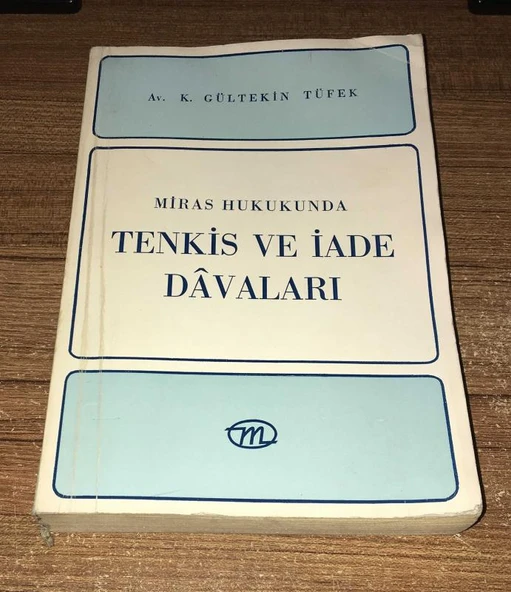 Av. K. GÜLTEKİN TÜFEK
MİRAS HUKUKUNDA
TENKİS VE İADE
DÂVALARI
m